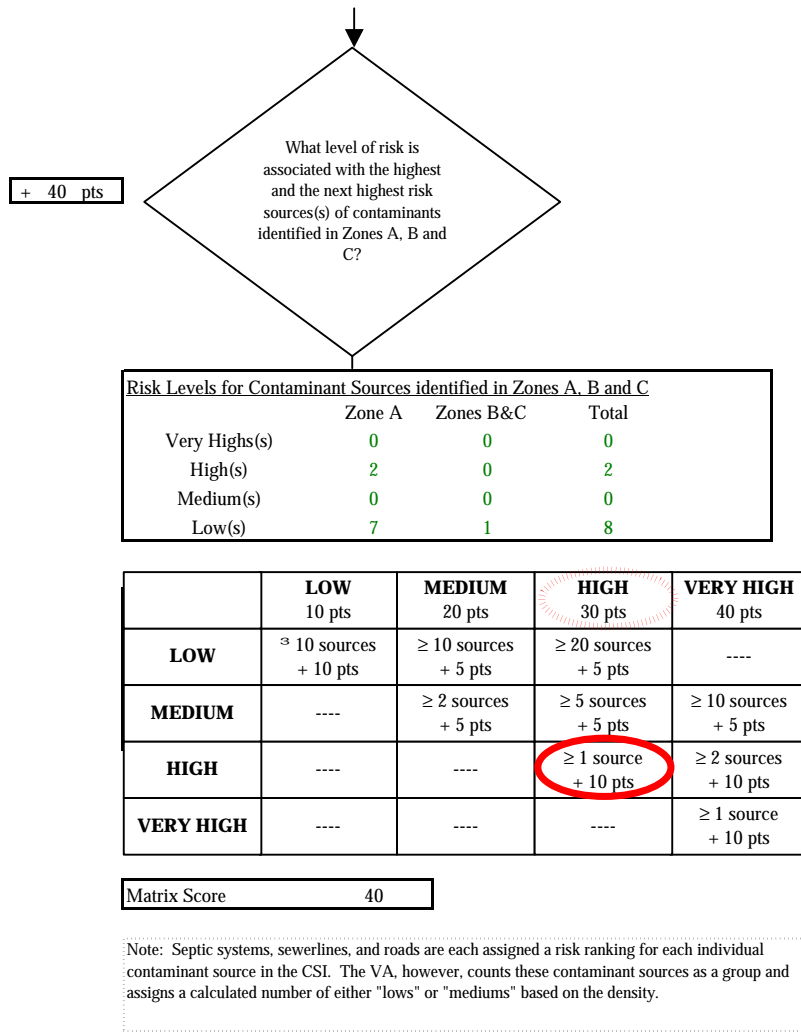 What level of risk is
associated with the highest
and the next highest risk
sources(s) of contaminants
identified in Zones A, B and
C?
+ 40 pts
Risk Levels for Contaminant Sources identified in Zones A, B and C
Zone A Zones B&C Total
Very Highs(s) 0 0 0
High(s) 2 0 2
Medium(s) 0 0 0
Low(s) 7 1 8
LOW MEDIUM HIGH VERY HIGH
10 pts 20 pts 30 pts 40 pts
LOW ³ 10 sources ≥ 10 sources ≥ 20 sources ----
+ 10 pts + 5 pts + 5 pts
MEDIUM ---- ≥ 2 sources ≥ 5 sources ≥ 10 sources
+ 5 pts + 5 pts + 5 pts
HIGH ---- ---- ≥ 1 source ≥ 2 sources
+ 10 pts + 10 pts
VERY HIGH ---- ---- ---- ≥ 1 source
+ 10 pts
Matrix Score 40
Note: Septic systems, sewerlines, and roads are each assigned a risk ranking for each individual
contaminant source in the CSI. The VA, however, counts these contaminant sources as a group and
assigns a calculated number of either "lows" or "mediums" based on the density.